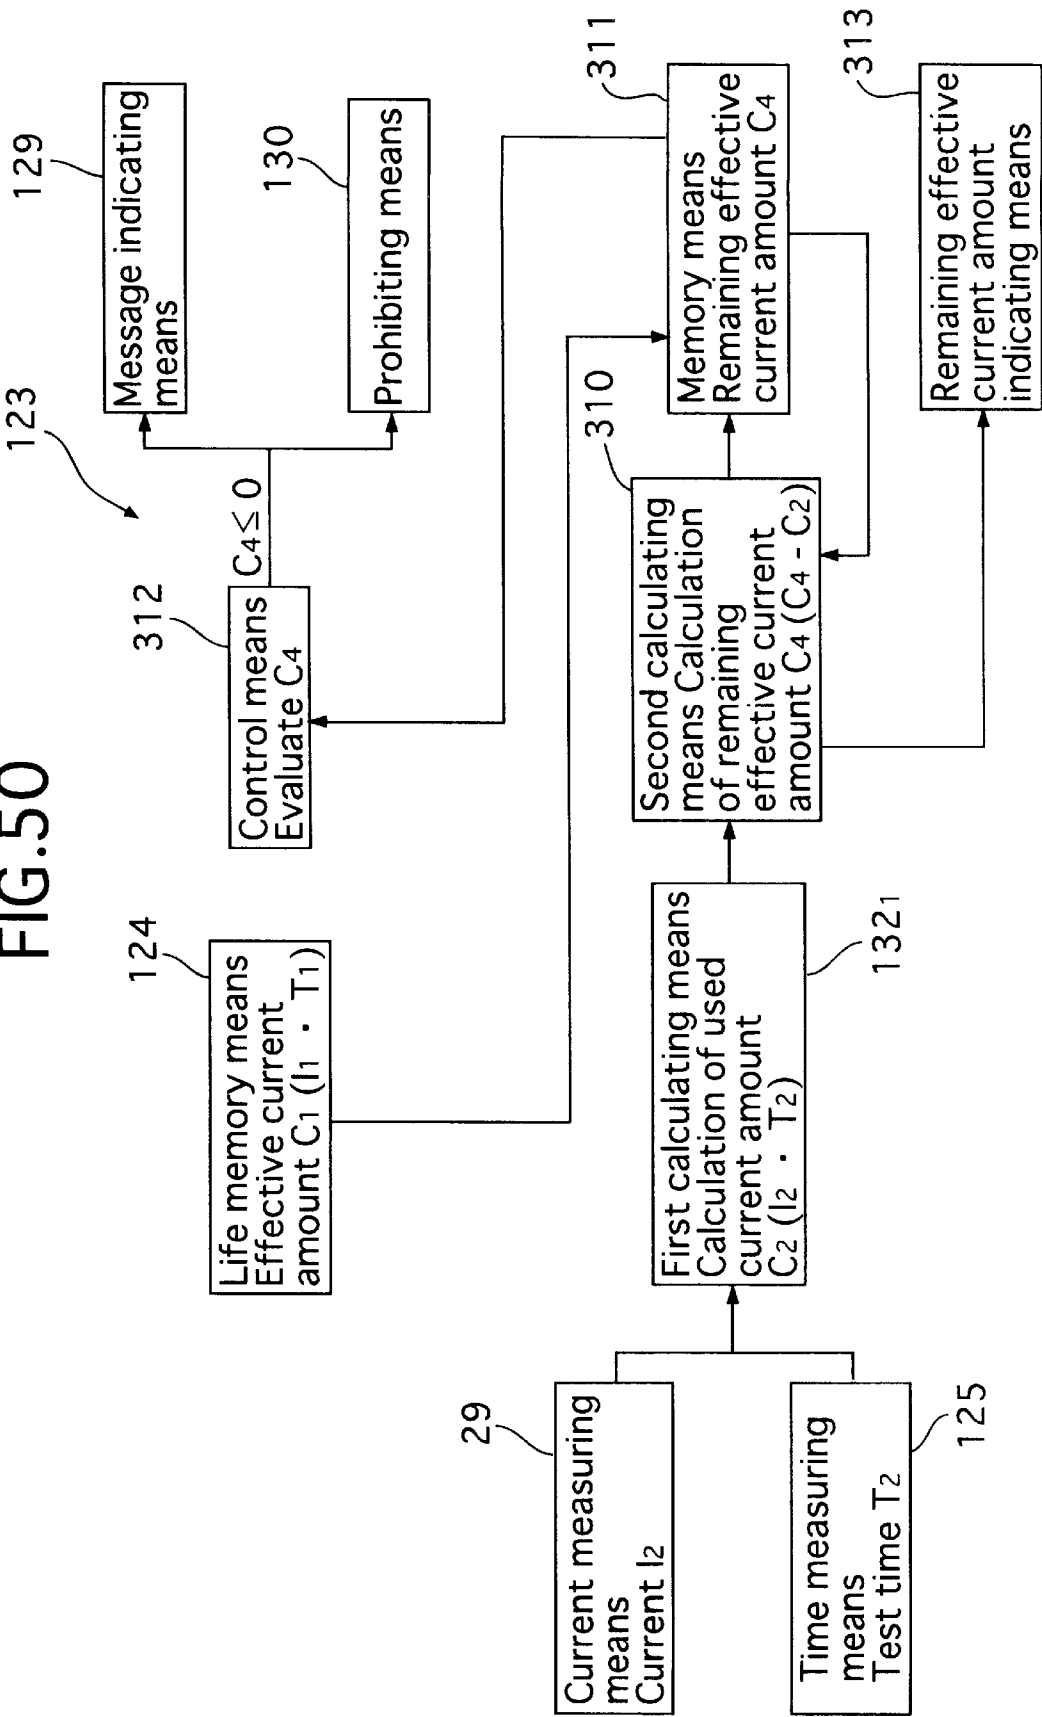 FIG.50
123
124
Life memory means
Effective current
amount C1 (I1 · T1)
312
Control means
Evaluate C4
C4≤ 0
129
Message indicating
means
130
Prohibiting means
29
Current measuring
means
Current I2
Time measuring
means
Test time T2
125
First calculating means
Calculation of used
current amount
C2 (I2 · T2)
1321
310
Second calculating
means Calculation
of remaining
effective current
amount C4 (C4 - C2)
311
Memory means
Remaining effective
current amount C4
313
Remaining effective
current amount
indicating means